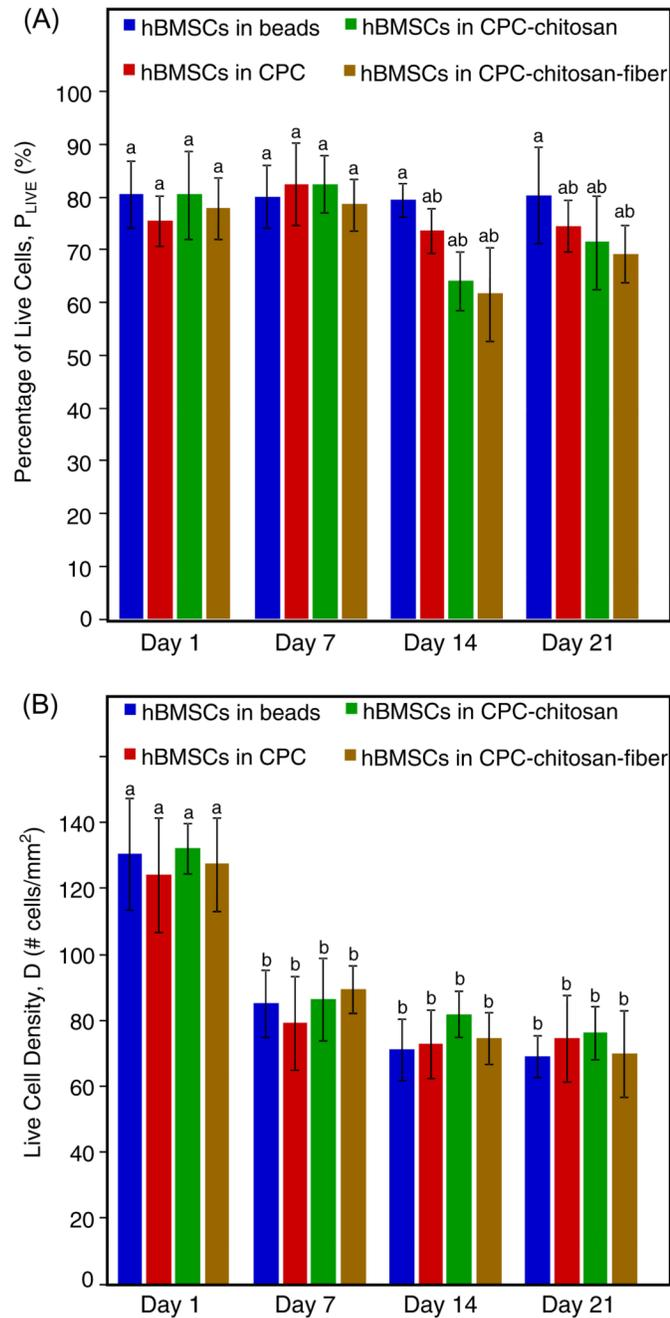 (A)
hBMSCs in beads hBMSCs in CPC-chitosan
hBMSCs in CPC hBMSCs in CPC-chitosan-fiber
Percentage of Live Cells, P_LIVE (%)
100
90
80
70
60
50
40
30
20
10
0
a a a a a a a a a ab ab ab a ab ab ab
Day 1 Day 7 Day 14 Day 21
(B)
hBMSCs in beads hBMSCs in CPC-chitosan
hBMSCs in CPC hBMSCs in CPC-chitosan-fiber
Live Cell Density, D (# cells/mm²)
140
120
100
80
60
40
20
0
a a a a b b b b b b b b b b b b
Day 1 Day 7 Day 14 Day 21